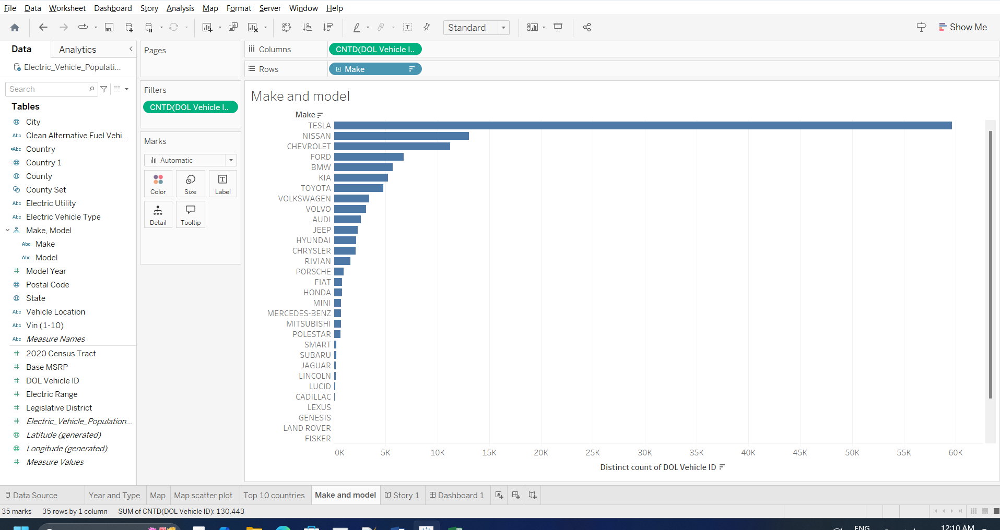 File Data Worksheet Dashboard Story Analysis Map Format Server Window Help
Standard
Show Me
Data Analytics
Electric_Vehicle_Populati...
Search
Tables
City
Abc Clean Alternative Fuel Vehi...
=Abc Country
Country 1
County
County Set
Abc Electric Utility
Abc Electric Vehicle Type
Make, Model
Abc Make
Abc Model
# Model Year
Postal Code
State
Abc Vehicle Location
Abc Vin (1-10)
Abc Measure Names
# 2020 Census Tract
# Base MSRP
# DOL Vehicle ID
# Electric Range
# Legislative District
# Electric_Vehicle_Population...
Latitude (generated)
Longitude (generated)
# Measure Values
Pages
Filters
CNTD(DOL Vehicle I..
Marks
Automatic
Color Size Label
Detail Tooltip
Columns CNTD(DOL Vehicle I..
Rows Make
Make and model
Make
TESLA
NISSAN
CHEVROLET
FORD
BMW
KIA
TOYOTA
VOLKSWAGEN
VOLVO
AUDI
JEEP
HYUNDAI
CHRYSLER
RIVIAN
PORSCHE
FIAT
HONDA
MINI
MERCEDES-BENZ
MITSUBISHI
POLESTAR
SMART
SUBARU
JAGUAR
LINCOLN
LUCID
CADILLAC
LEXUS
GENESIS
LAND ROVER
FISKER
0K 5K 10K 15K 20K 25K 30K 35K 40K 45K 50K 55K 60K
Distinct count of DOL Vehicle ID
Data Source Year and Type Map Map scatter plot Top 10 countries Make and model Story 1 Dashboard 1
35 marks 35 rows by 1 column SUM of CNTD(DOL Vehicle ID): 130.443
ENG 12:10 AM